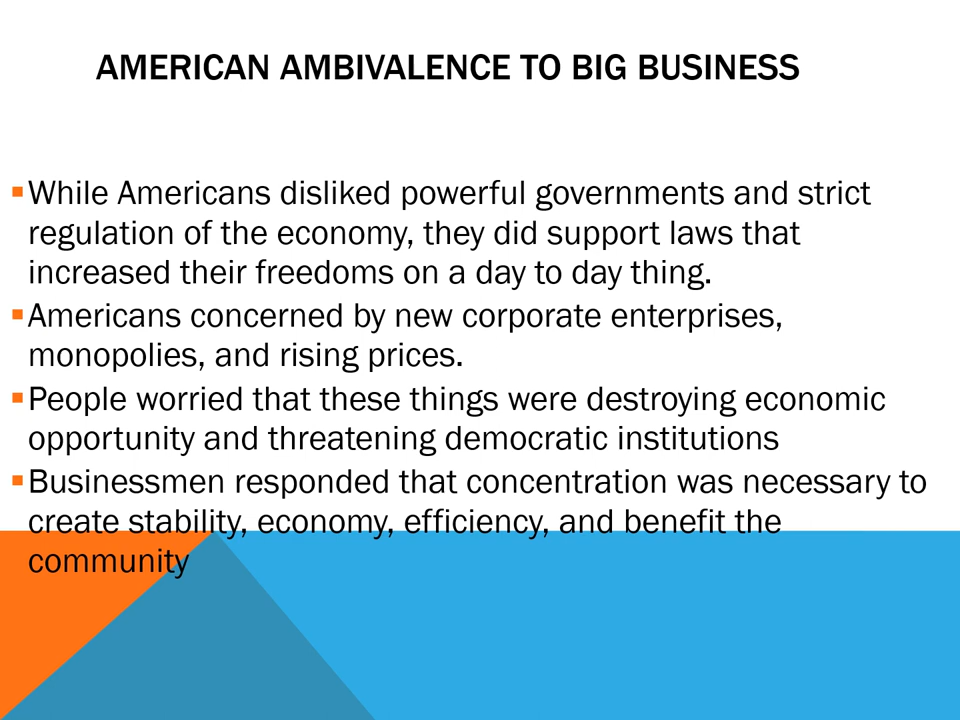 AMERICAN AMBIVALENCE TO BIG BUSINESS
▪While Americans disliked powerful governments and strict
regulation of the economy, they did support laws that
increased their freedoms on a day to day thing.
▪Americans concerned by new corporate enterprises,
monopolies, and rising prices.
▪People worried that these things were destroying economic
opportunity and threatening democratic institutions
▪Businessmen responded that concentration was necessary to
create stability, economy, efficiency, and benefit the
community